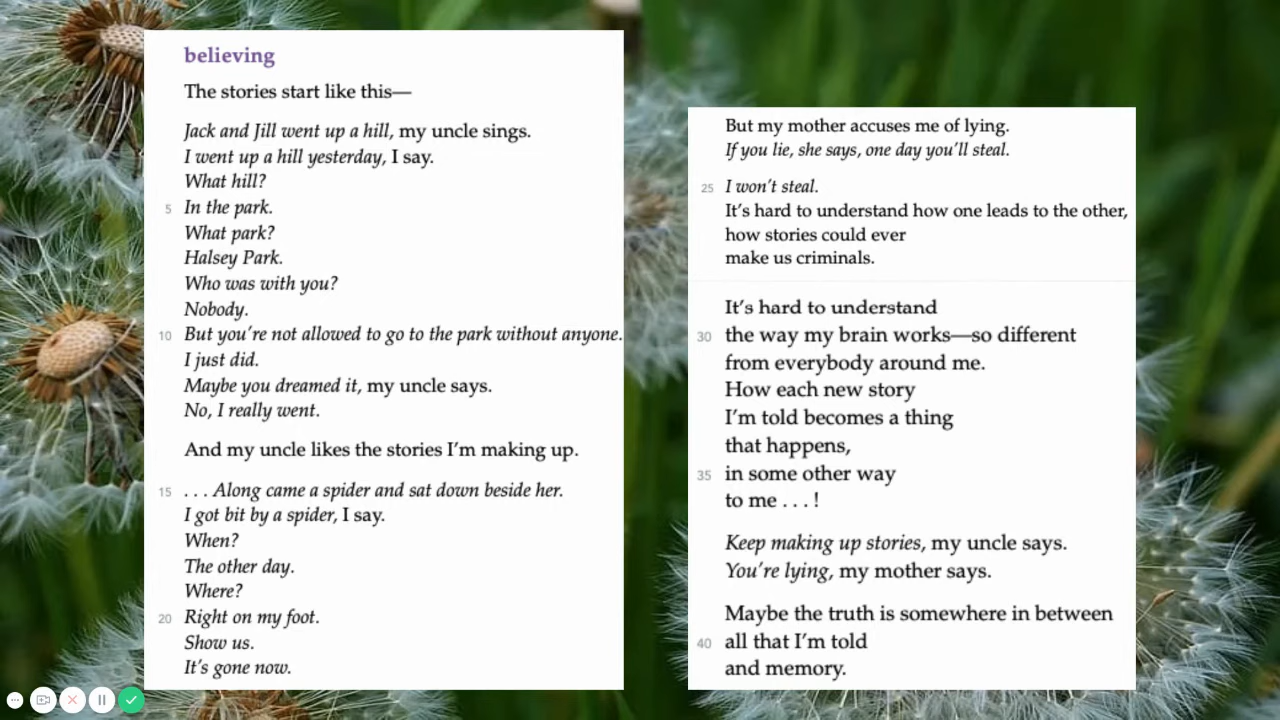 believing
The stories start like this—
Jack and Jill went up a hill, my uncle sings.
I went up a hill yesterday, I say.
What hill?
5 In the park.
What park?
Halsey Park.
Who was with you?
Nobody.
10 But you're not allowed to go to the park without anyone.
I just did.
Maybe you dreamed it, my uncle says.
No, I really went.
And my uncle likes the stories I'm making up.
15 . . . Along came a spider and sat down beside her.
I got bit by a spider, I say.
When?
The other day.
Where?
20 Right on my foot.
Show us.
It's gone now.
But my mother accuses me of lying.
If you lie, she says, one day you'll steal.
25 I won't steal.
It's hard to understand how one leads to the other,
how stories could ever
make us criminals.
It's hard to understand
30 the way my brain works—so different
from everybody around me.
How each new story
I'm told becomes a thing
that happens,
35 in some other way
to me . . . !
Keep making up stories, my uncle says.
You're lying, my mother says.
Maybe the truth is somewhere in between
40 all that I'm told
and memory.